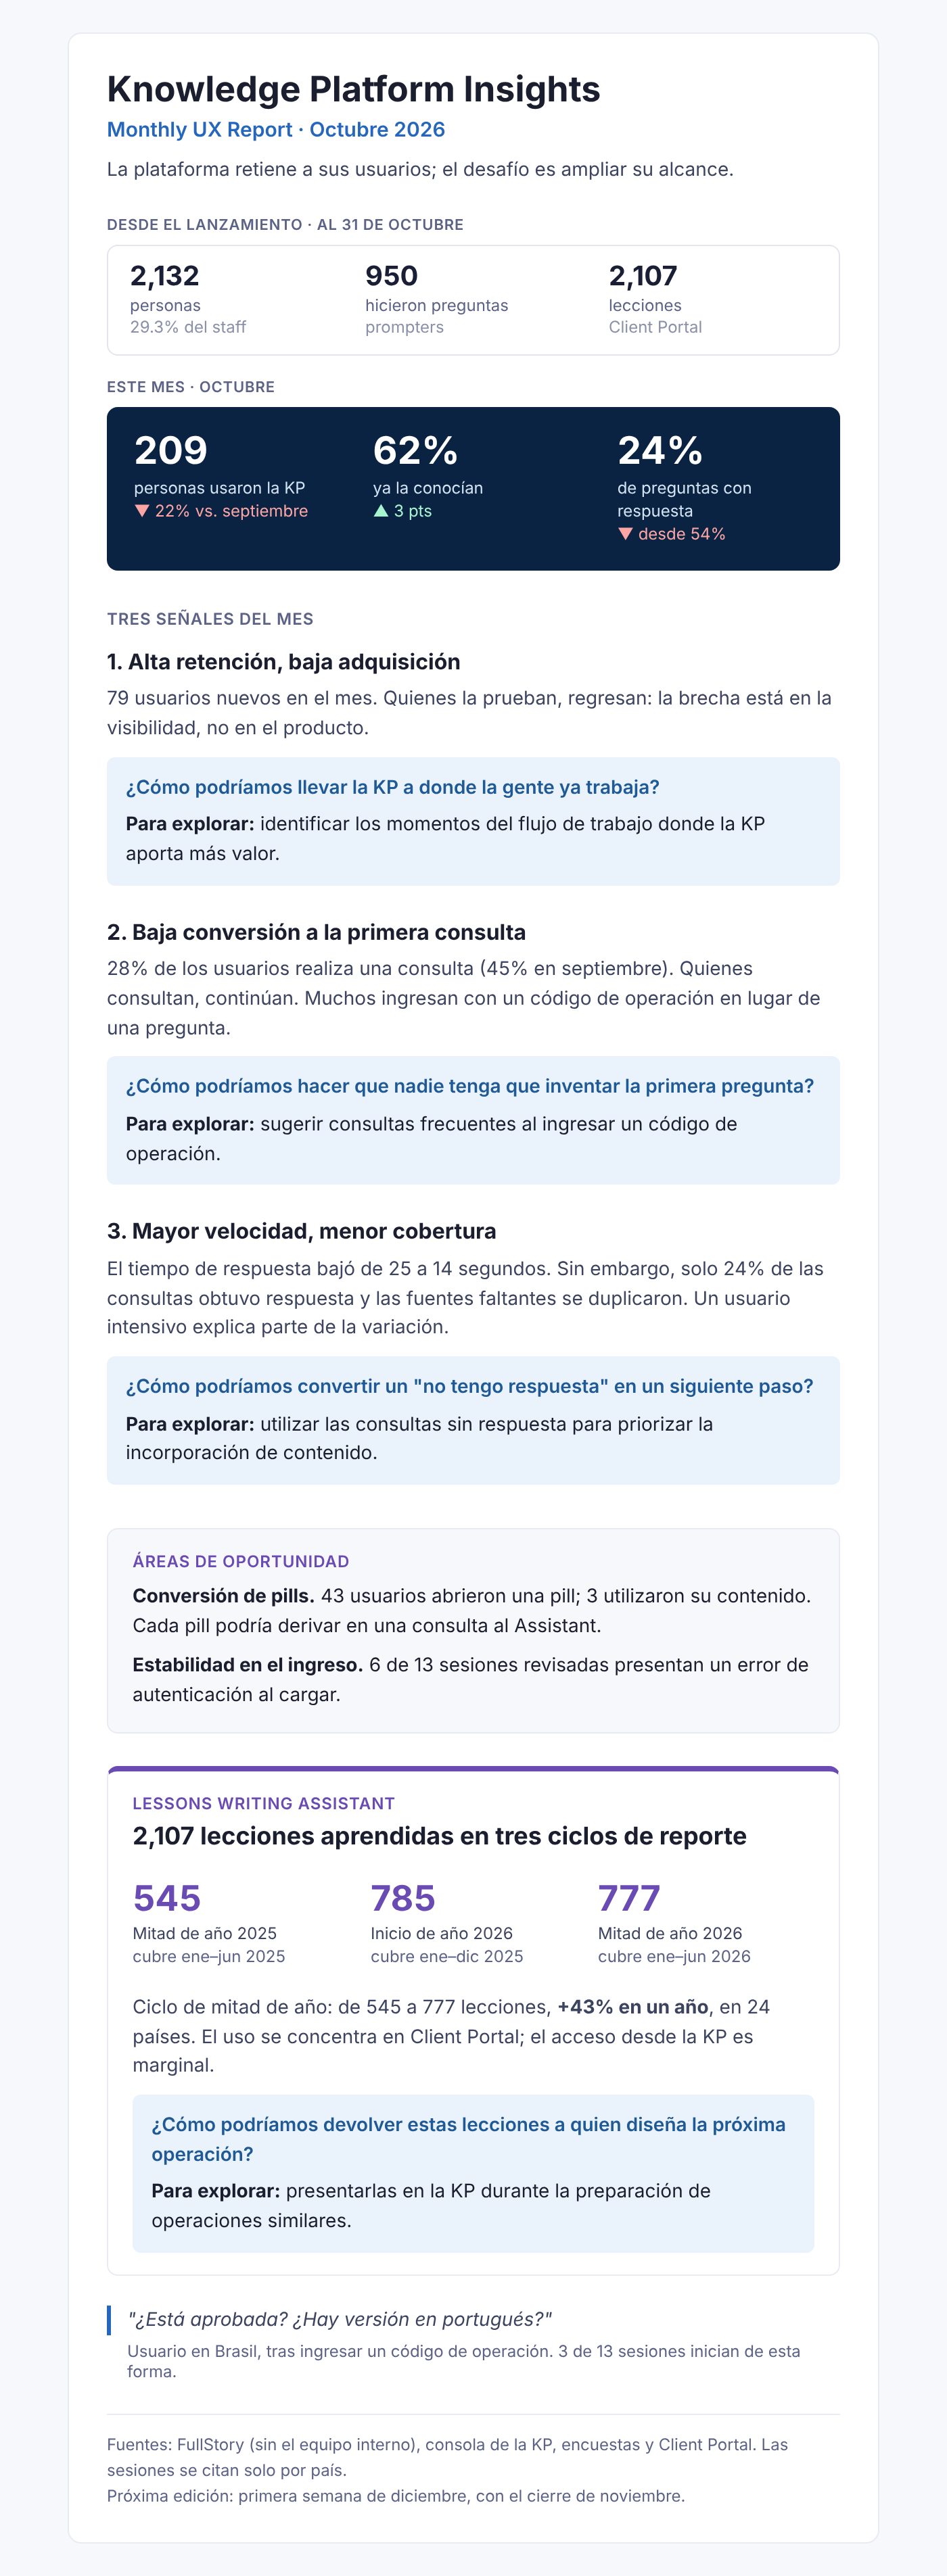 Knowledge Platform Insights
Monthly UX Report · Octubre 2026
La plataforma retiene a sus usuarios; el desafío es ampliar su alcance.
DESDE EL LANZAMIENTO · AL 31 DE OCTUBRE
2,132
personas
29.3% del staff
950
hicieron preguntas
prompters
2,107
lecciones
Client Portal
ESTE MES · OCTUBRE
209
personas usaron la KP
▼ 22% vs. septiembre
62%
ya la conocían
▲ 3 pts
24%
de preguntas con
respuesta
▼ desde 54%
TRES SEÑALES DEL MES
1. Alta retención, baja adquisición
79 usuarios nuevos en el mes. Quienes la prueban, regresan: la brecha está en la
visibilidad, no en el producto.
¿Cómo podríamos llevar la KP a donde la gente ya trabaja?
Para explorar: identificar los momentos del flujo de trabajo donde la KP
aporta más valor.
2. Baja conversión a la primera consulta
28% de los usuarios realiza una consulta (45% en septiembre). Quienes
consultan, continúan. Muchos ingresan con un código de operación en lugar de
una pregunta.
¿Cómo podríamos hacer que nadie tenga que inventar la primera pregunta?
Para explorar: sugerir consultas frecuentes al ingresar un código de
operación.
3. Mayor velocidad, menor cobertura
El tiempo de respuesta bajó de 25 a 14 segundos. Sin embargo, solo 24% de las
consultas obtuvo respuesta y las fuentes faltantes se duplicaron. Un usuario
intensivo explica parte de la variación.
¿Cómo podríamos convertir un "no tengo respuesta" en un siguiente paso?
Para explorar: utilizar las consultas sin respuesta para priorizar la
incorporación de contenido.
ÁREAS DE OPORTUNIDAD
Conversión de pills. 43 usuarios abrieron una pill; 3 utilizaron su contenido.
Cada pill podría derivar en una consulta al Assistant.
Estabilidad en el ingreso. 6 de 13 sesiones revisadas presentan un error de
autenticación al cargar.
LESSONS WRITING ASSISTANT
2,107 lecciones aprendidas en tres ciclos de reporte
545
Mitad de año 2025
cubre ene–jun 2025
785
Inicio de año 2026
cubre ene–dic 2025
777
Mitad de año 2026
cubre ene–jun 2026
Ciclo de mitad de año: de 545 a 777 lecciones, +43% en un año, en 24
países. El uso se concentra en Client Portal; el acceso desde la KP es
marginal.
¿Cómo podríamos devolver estas lecciones a quien diseña la próxima
operación?
Para explorar: presentarlas en la KP durante la preparación de
operaciones similares.
"¿Está aprobada? ¿Hay versión en portugués?"
Usuario en Brasil, tras ingresar un código de operación. 3 de 13 sesiones inician de esta
forma.
Fuentes: FullStory (sin el equipo interno), consola de la KP, encuestas y Client Portal. Las
sesiones se citan solo por país.
Próxima edición: primera semana de diciembre, con el cierre de noviembre.